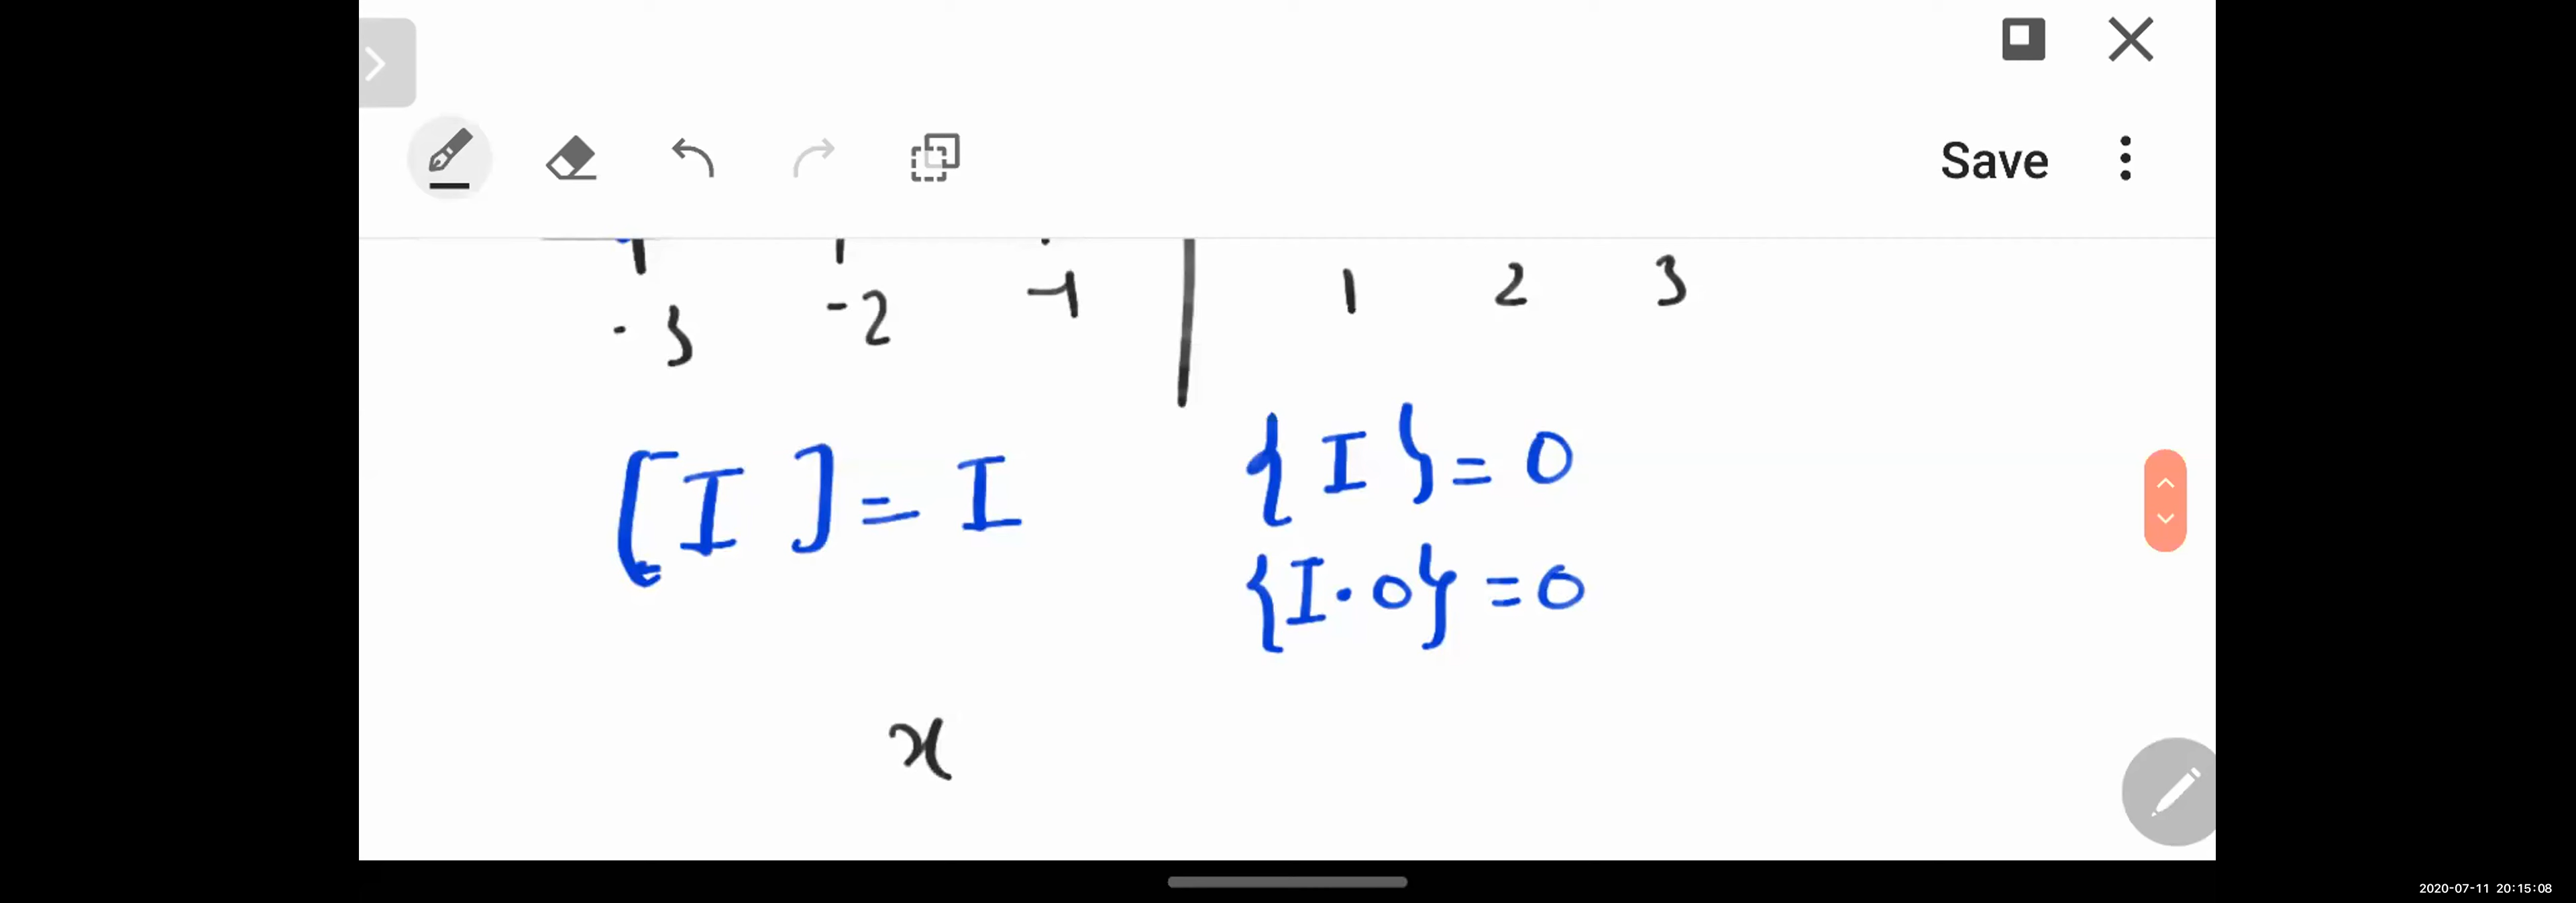 Save
-3 -2 -1 1 2 3
[I] = I {I} = 0
{I·0} = 0
x
2020-07-11 20:15:08